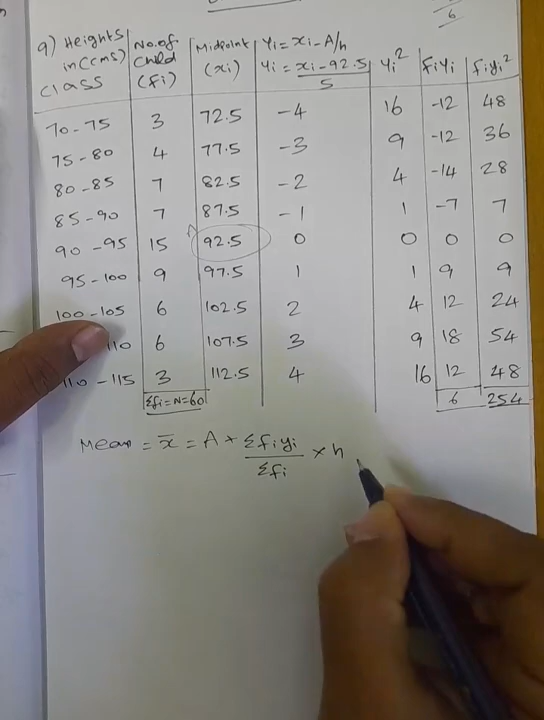 6
9) Heights in (cms) class | No.of. child (fi) | Midpoint (xi) | Yi = xi - A/h Yi = xi - 92.5 / 5 | Yi² | fiyi | fiyi²
70 - 75 3 72.5 -4 16 -12 48
75 - 80 4 77.5 -3 9 -12 36
80 - 85 7 82.5 -2 4 -14 28
85 - 90 7 87.5 -1 1 -7 7
90 - 95 15 92.5 0 0 0 0
95 - 100 9 97.5 1 1 9 9
100 - 105 6 102.5 2 4 12 24
110 6 107.5 3 9 18 54
110 - 115 3 112.5 4 16 12 48
Σfi = N = 60 6 254
Mean = x̄ = A + Σfiyi / Σfi × h